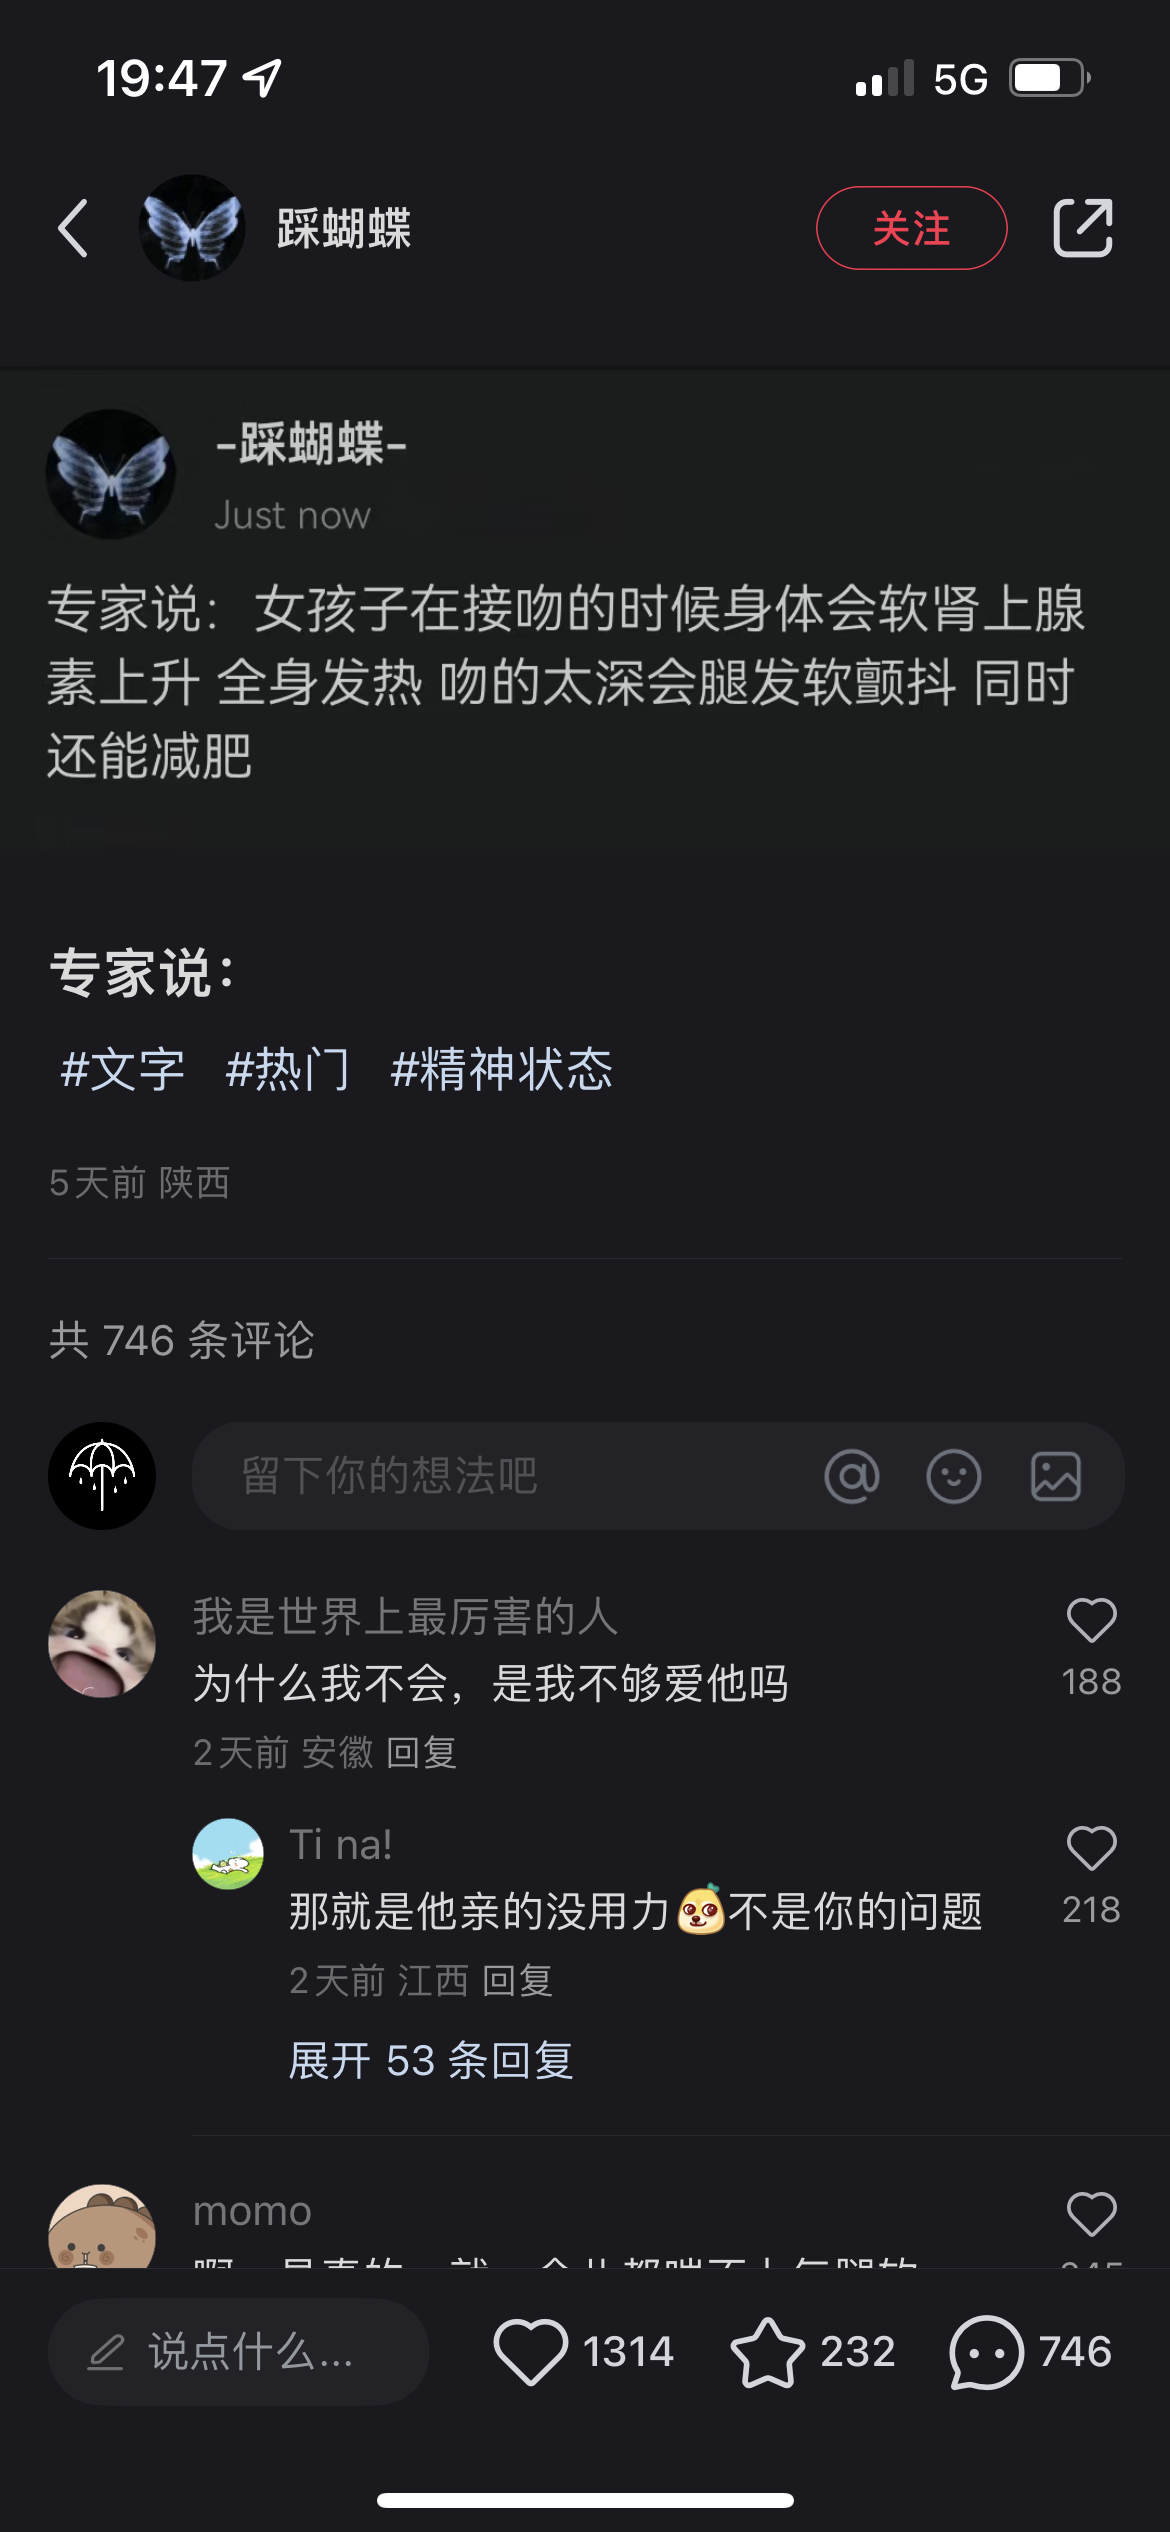 19:47
5G
踩蝴蝶
关注
-踩蝴蝶-
Just now
专家说：女孩子在接吻的时候身体会软肾上腺
素上升 全身发热 吻的太深会腿发软颤抖 同时
还能减肥
专家说：
#文字 #热门 #精神状态
5天前 陕西
共 746 条评论
留下你的想法吧
我是世界上最厉害的人
为什么我不会，是我不够爱他吗
188
2天前 安徽 回复
Ti na!
那就是他亲的没用力不是你的问题
218
2天前 江西 回复
展开 53 条回复
momo
说点什么...
1314
232
746